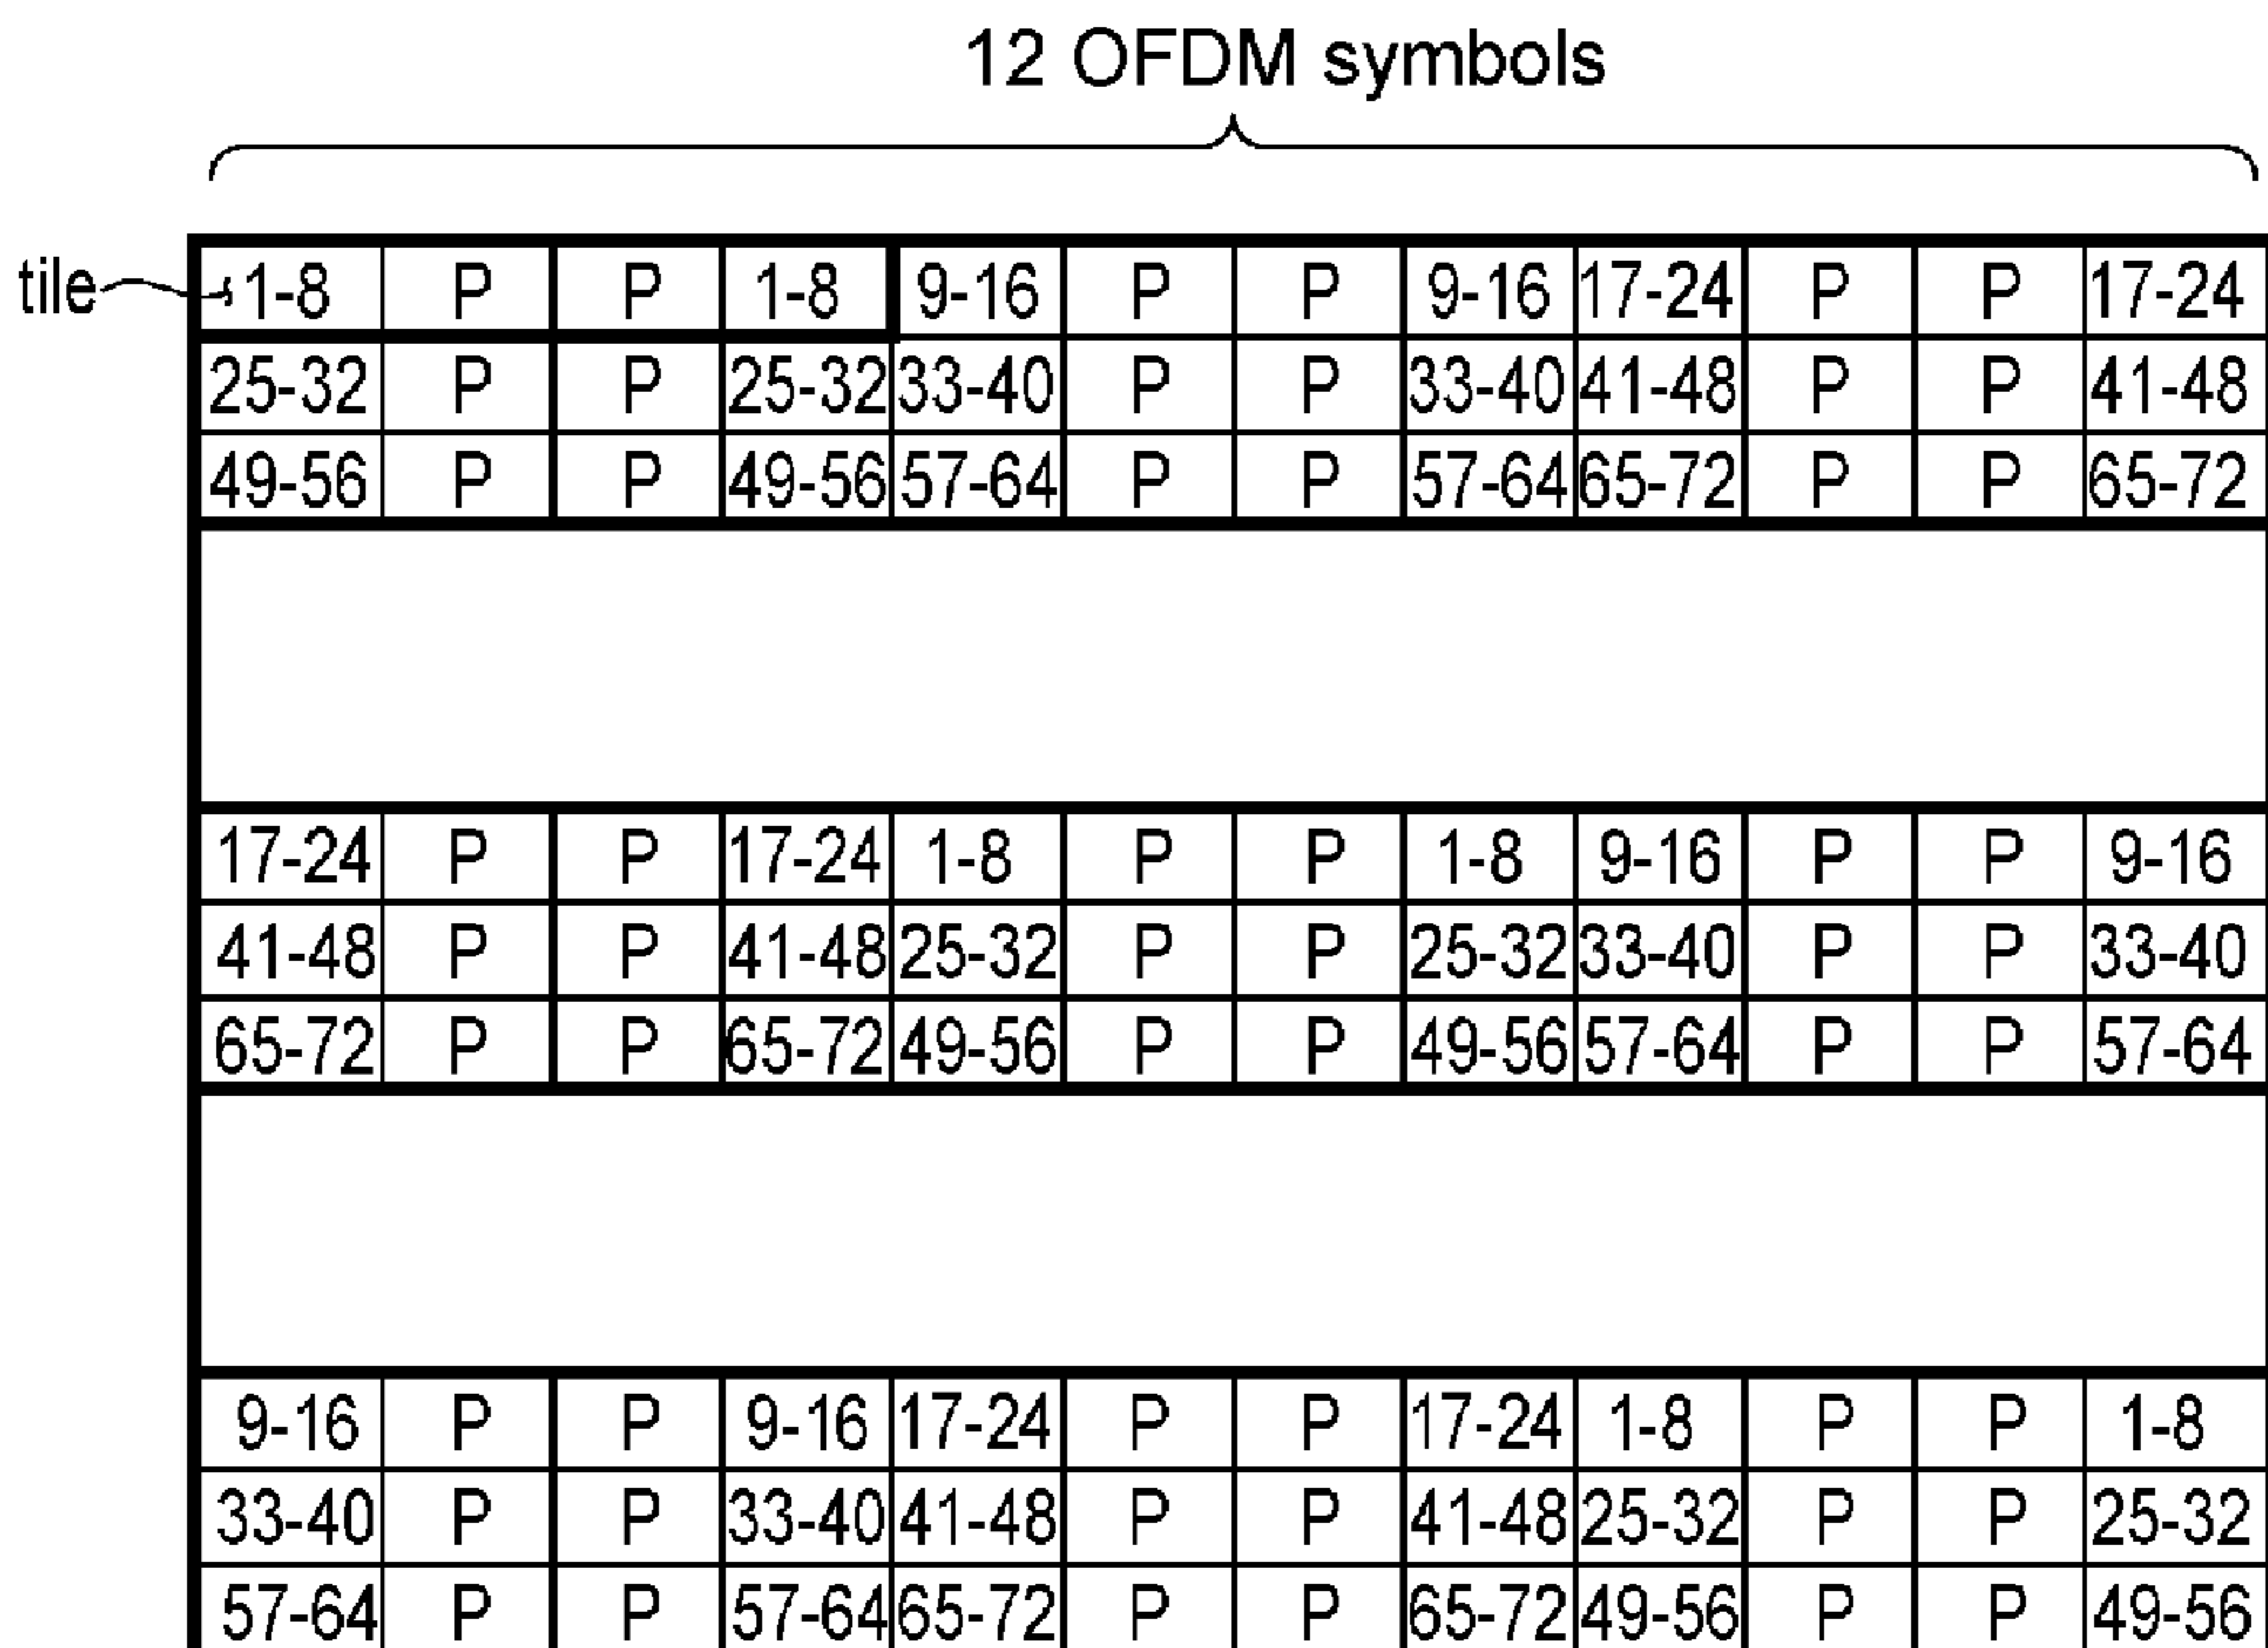 12 OFDM symbols
tile 1-8 P P 1-8 9-16 P P 9-16 17-24 P P 17-24
25-32 P P 25-32 33-40 P P 33-40 41-48 P P 41-48
49-56 P P 49-56 57-64 P P 57-64 65-72 P P 65-72
17-24 P P 17-24 1-8 P P 1-8 9-16 P P 9-16
41-48 P P 41-48 25-32 P P 25-32 33-40 P P 33-40
65-72 P P 65-72 49-56 P P 49-56 57-64 P P 57-64
9-16 P P 9-16 17-24 P P 17-24 1-8 P P 1-8
33-40 P P 33-40 41-48 P P 41-48 25-32 P P 25-32
57-64 P P 57-64 65-72 P P 65-72 49-56 P P 49-56